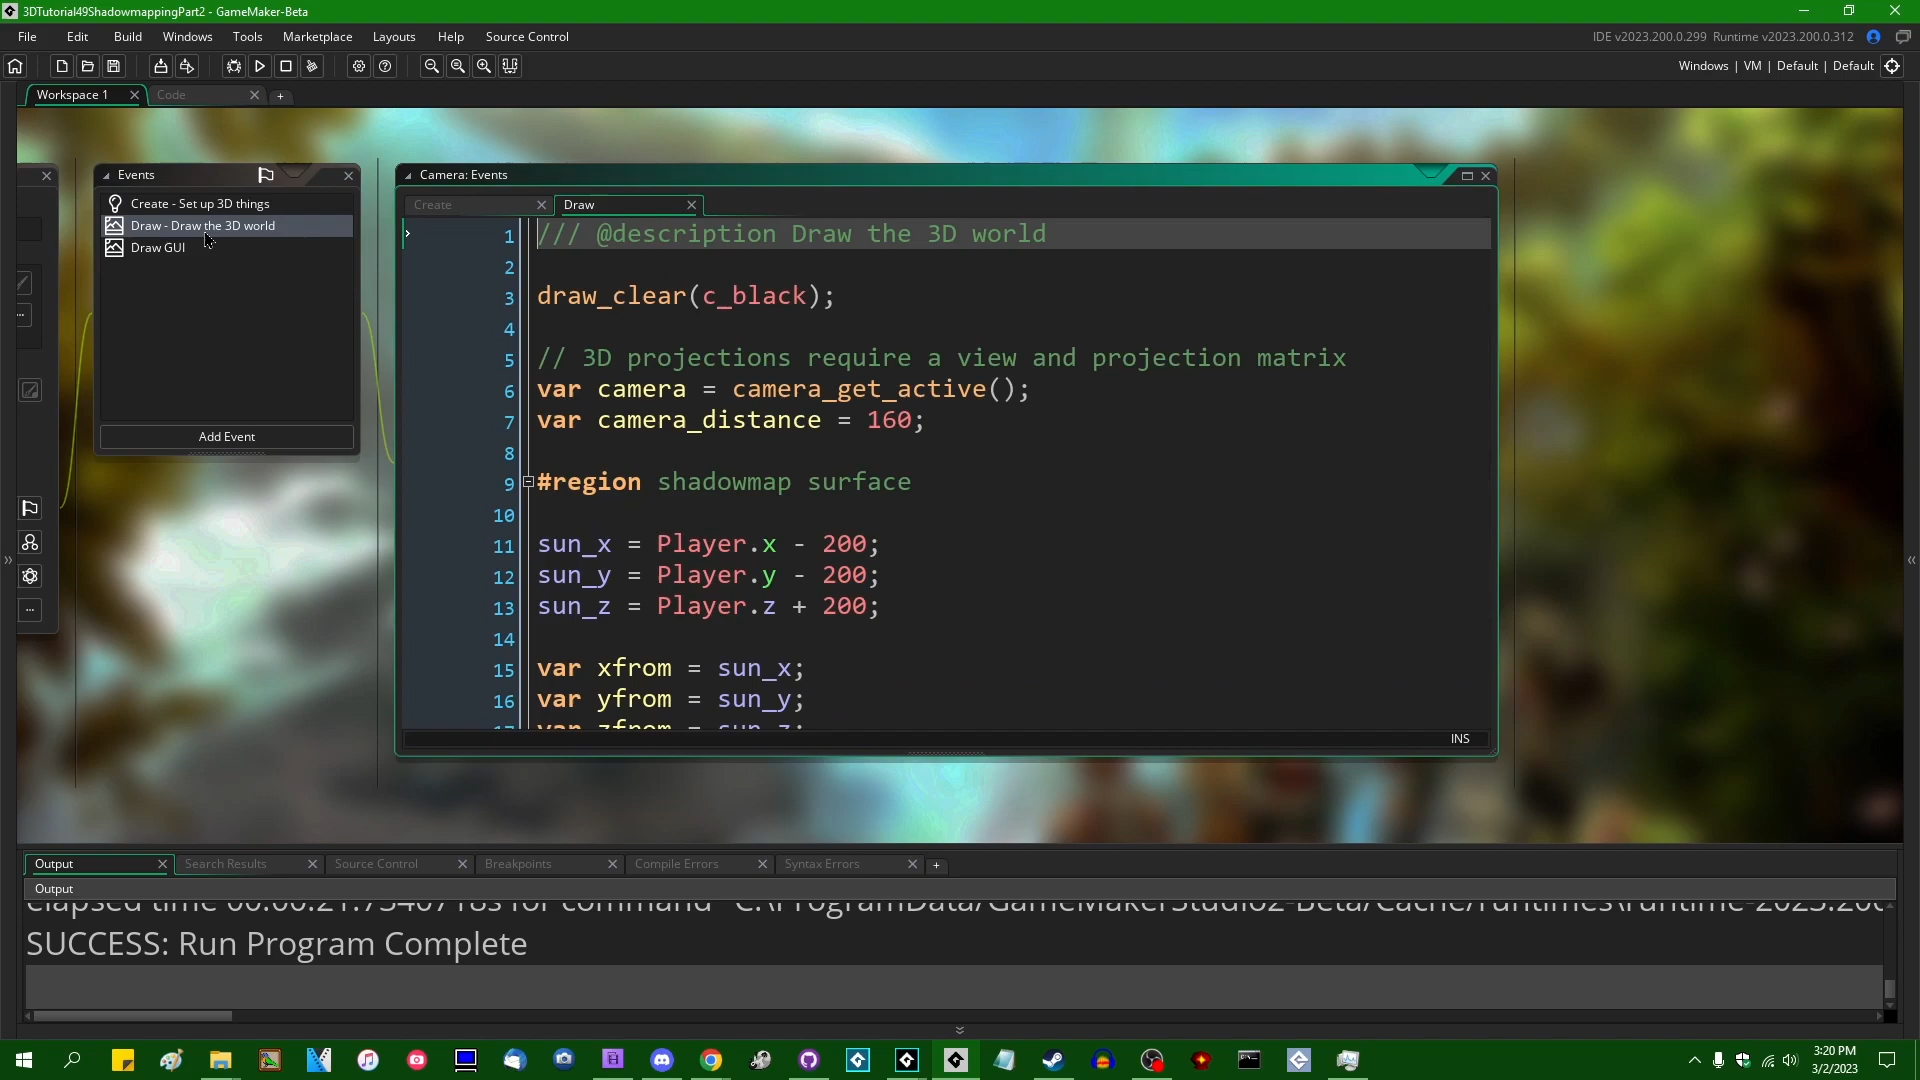 3DTutorial49ShadowmappingPart2 - GameMaker-Beta
File Edit Build Windows Tools Marketplace Layouts Help Source Control
IDE v2023.200.0.299 Runtime v2023.200.0.312
Windows | VM | Default | Default
Workspace 1
Code
Events
Create - Set up 3D things
Draw - Draw the 3D world
Draw GUI
Add Event
Camera: Events
Create
Draw
1 /// @description Draw the 3D world
2
3 draw_clear(c_black);
4
5 // 3D projections require a view and projection matrix
6 var camera = camera_get_active();
7 var camera_distance = 160;
8
9 #region shadowmap surface
10
11 sun_x = Player.x - 200;
12 sun_y = Player.y - 200;
13 sun_z = Player.z + 200;
14
15 var xfrom = sun_x;
16 var yfrom = sun_y;
17 var zfrom = sun_z;
INS
Output
Search Results
Source Control
Breakpoints
Compile Errors
Syntax Errors
Output
SUCCESS: Run Program Complete
3:20 PM
3/2/2023